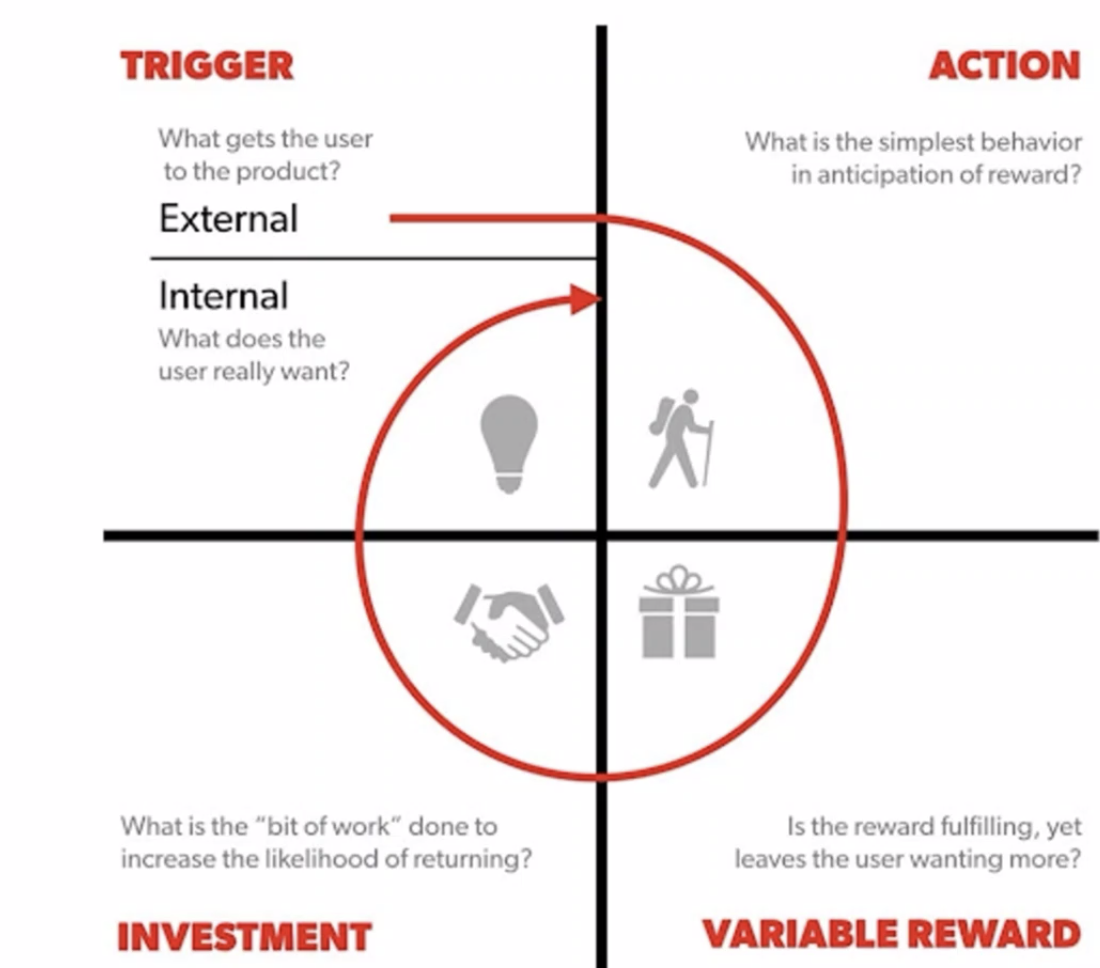 TRIGGER
What gets the user
to the product?
External
Internal
What does the
user really want?
ACTION
What is the simplest behavior
in anticipation of reward?
What is the “bit of work” done to
increase the likelihood of returning?
INVESTMENT
Is the reward fulfilling, yet
leaves the user wanting more?
VARIABLE REWARD